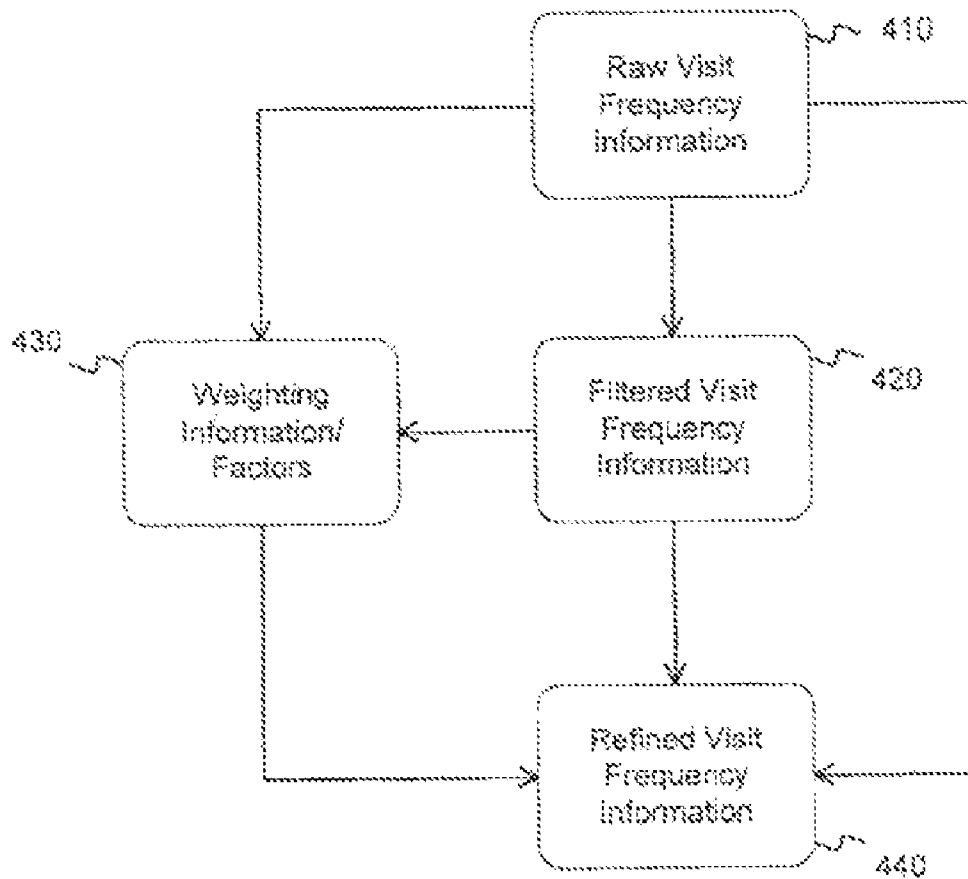 410
Raw Visit
Frequency
Information
430
Weighting
Information/
Factors
Filtered Visit
Frequency
Information
420
Refined Visit
Frequency
Information
440